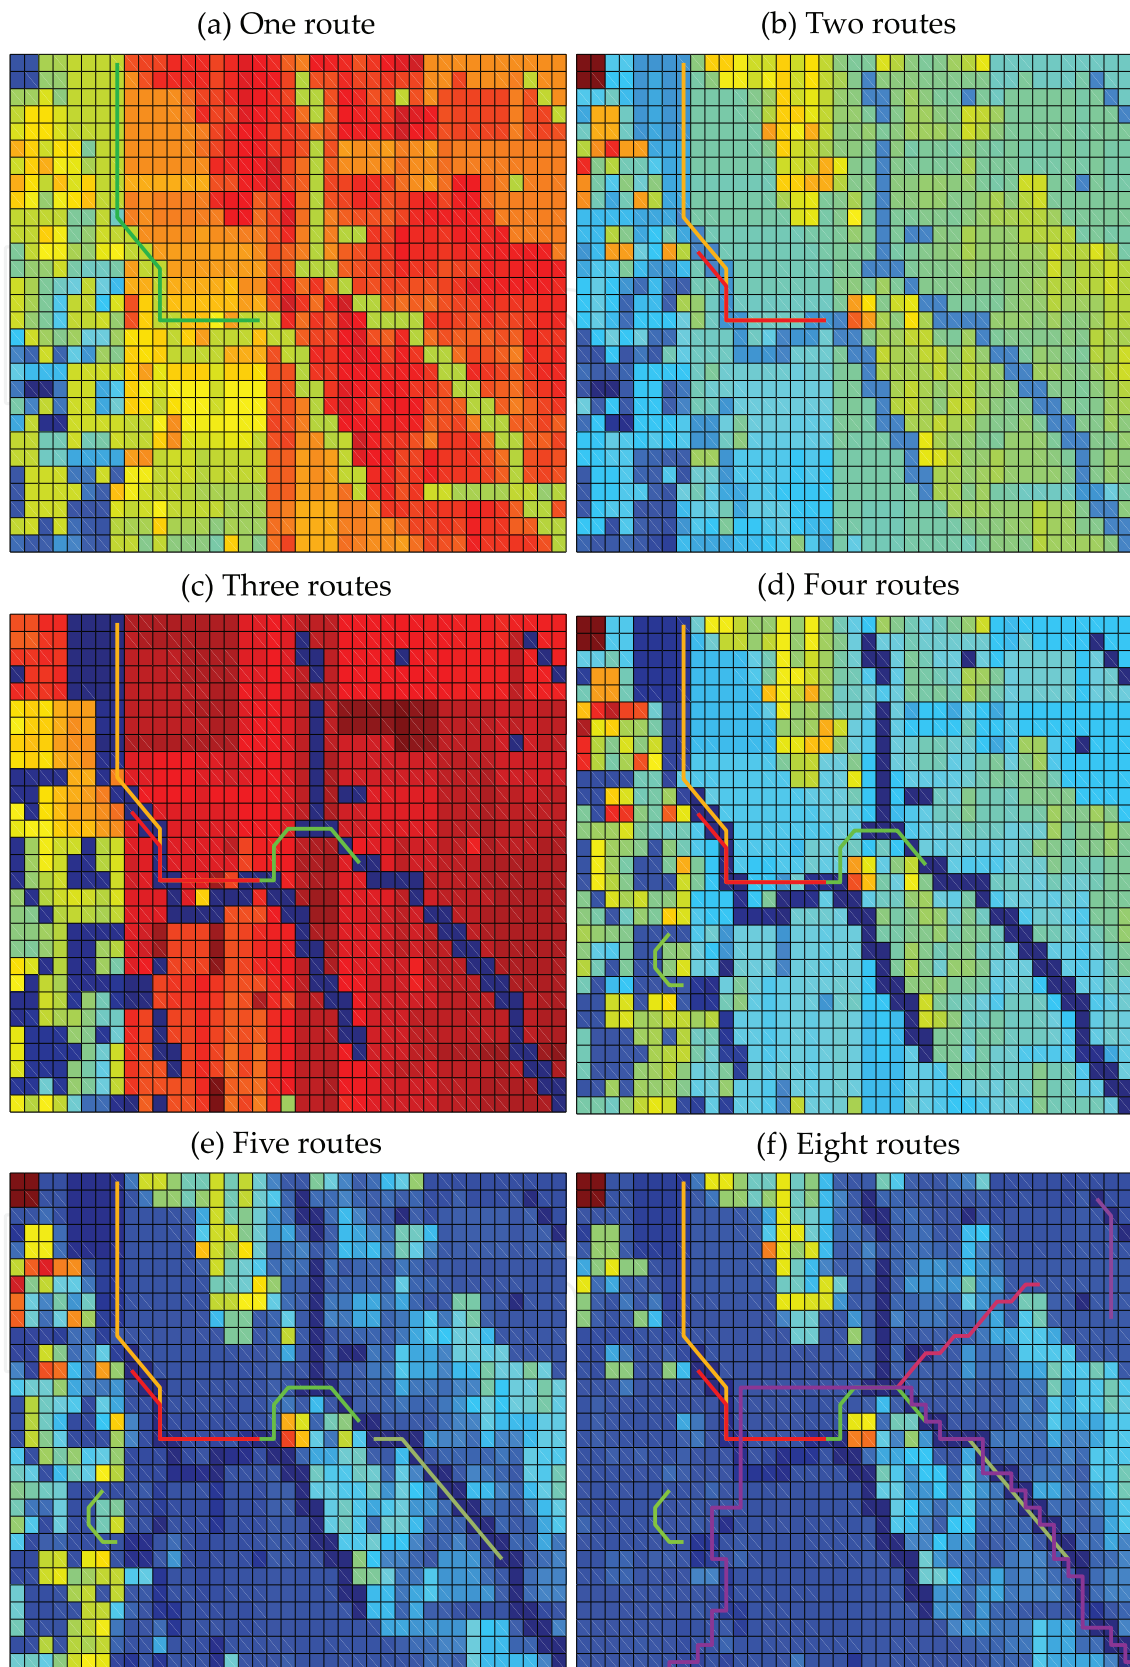 (a) One route
(b) Two routes
(c) Three routes
(d) Four routes
(e) Five routes
(f) Eight routes